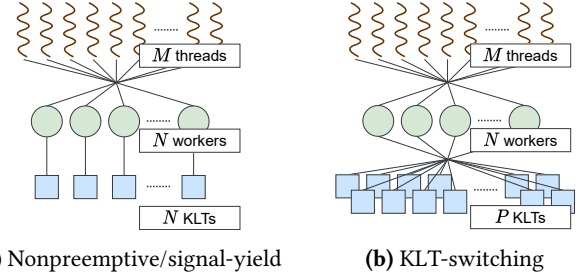 M threads
N workers
N KLTs
) Nonpreemptive/signal-yield
M threads
N workers
P KLTs
(b) KLT-switching